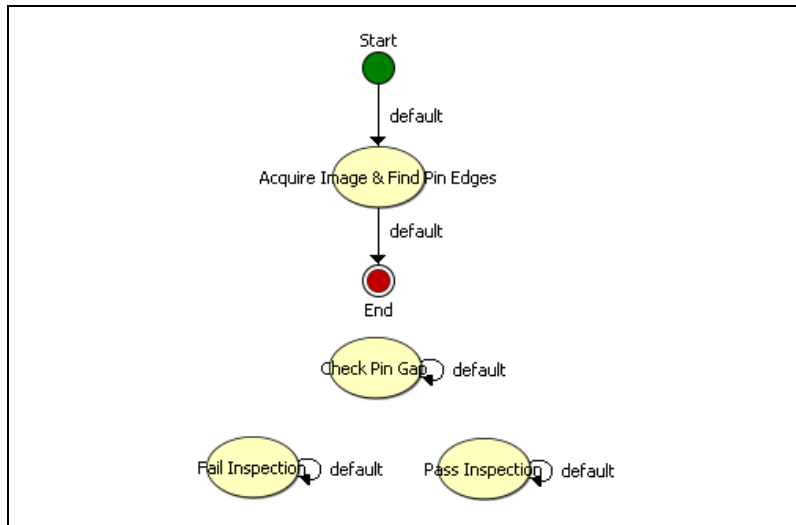 Start
default
Acquire Image & Find Pin Edges
default
End
Check Pin Gap
default
Fail Inspection
default
Pass Inspection
default